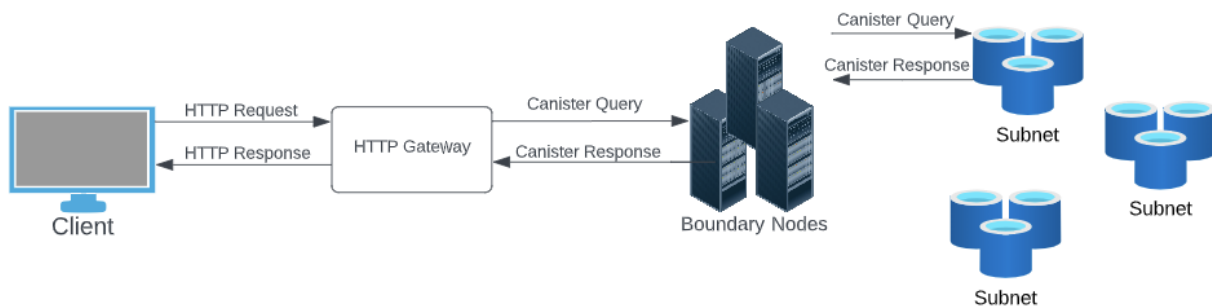 Canister Query
Canister Response
Subnet
HTTP Request
HTTP Response
Client
HTTP Gateway
Canister Query
Canister Response
Boundary Nodes
Subnet
Subnet